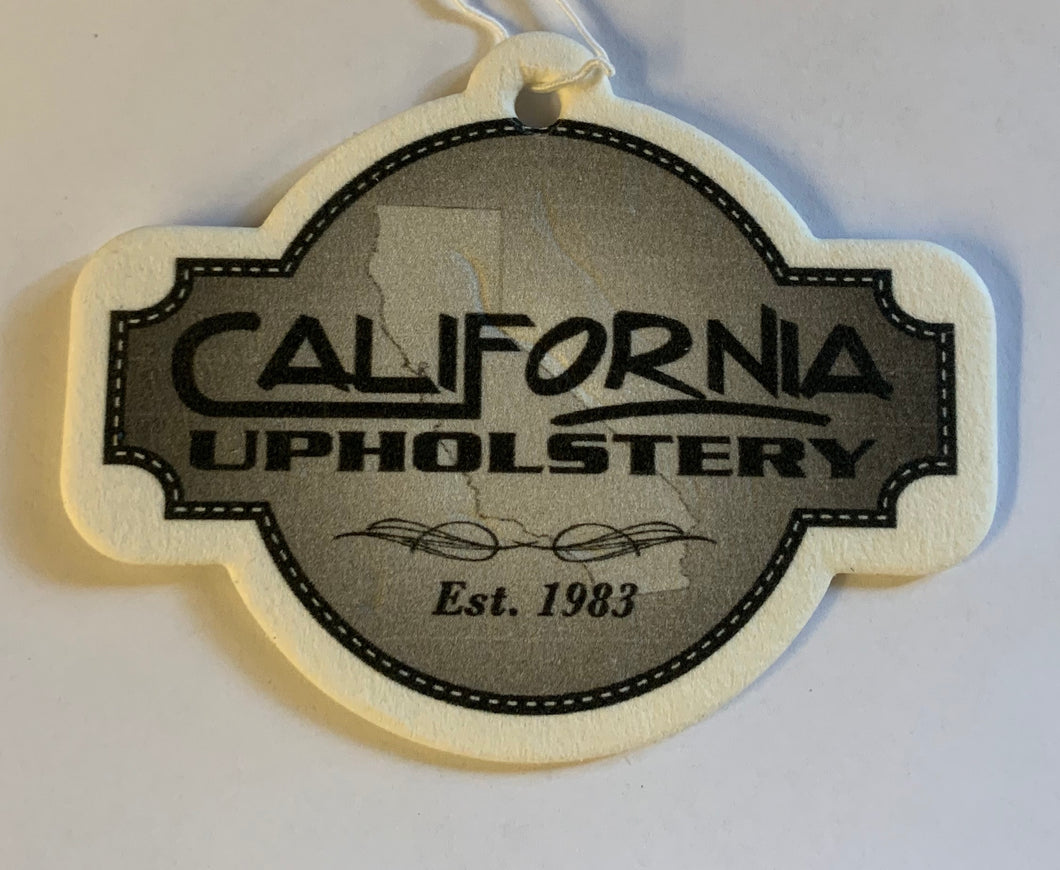 CALIFORNIA
UPHOLSTERY
Est. 1983